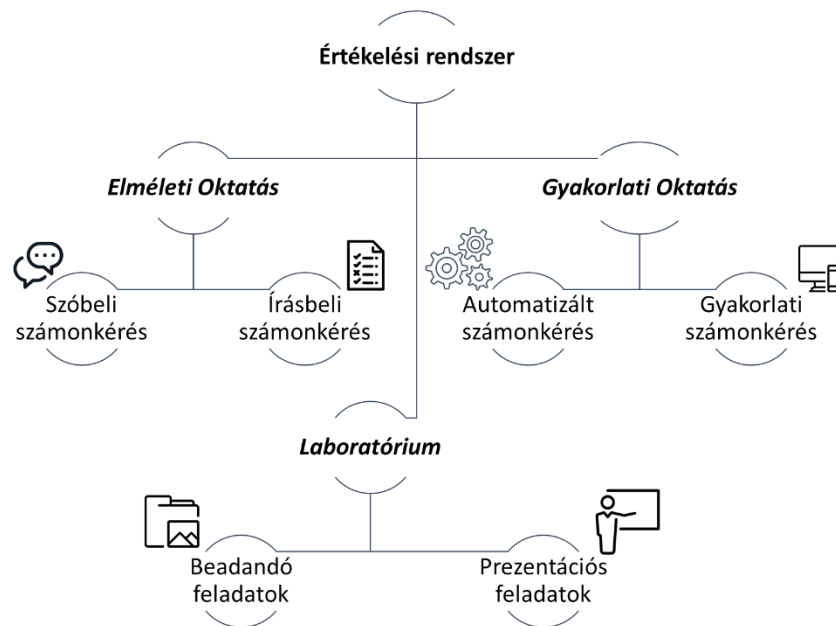 Értékelési rendszer
Elméleti Oktatás
Gyakorlati Oktatás
Szóbeli
számonkérés
Írásbeli
számonkérés
Automatizált
számonkérés
Gyakorlati
számonkérés
Laboratórium
Beadandó
feladatok
Prezentációs
feladatok